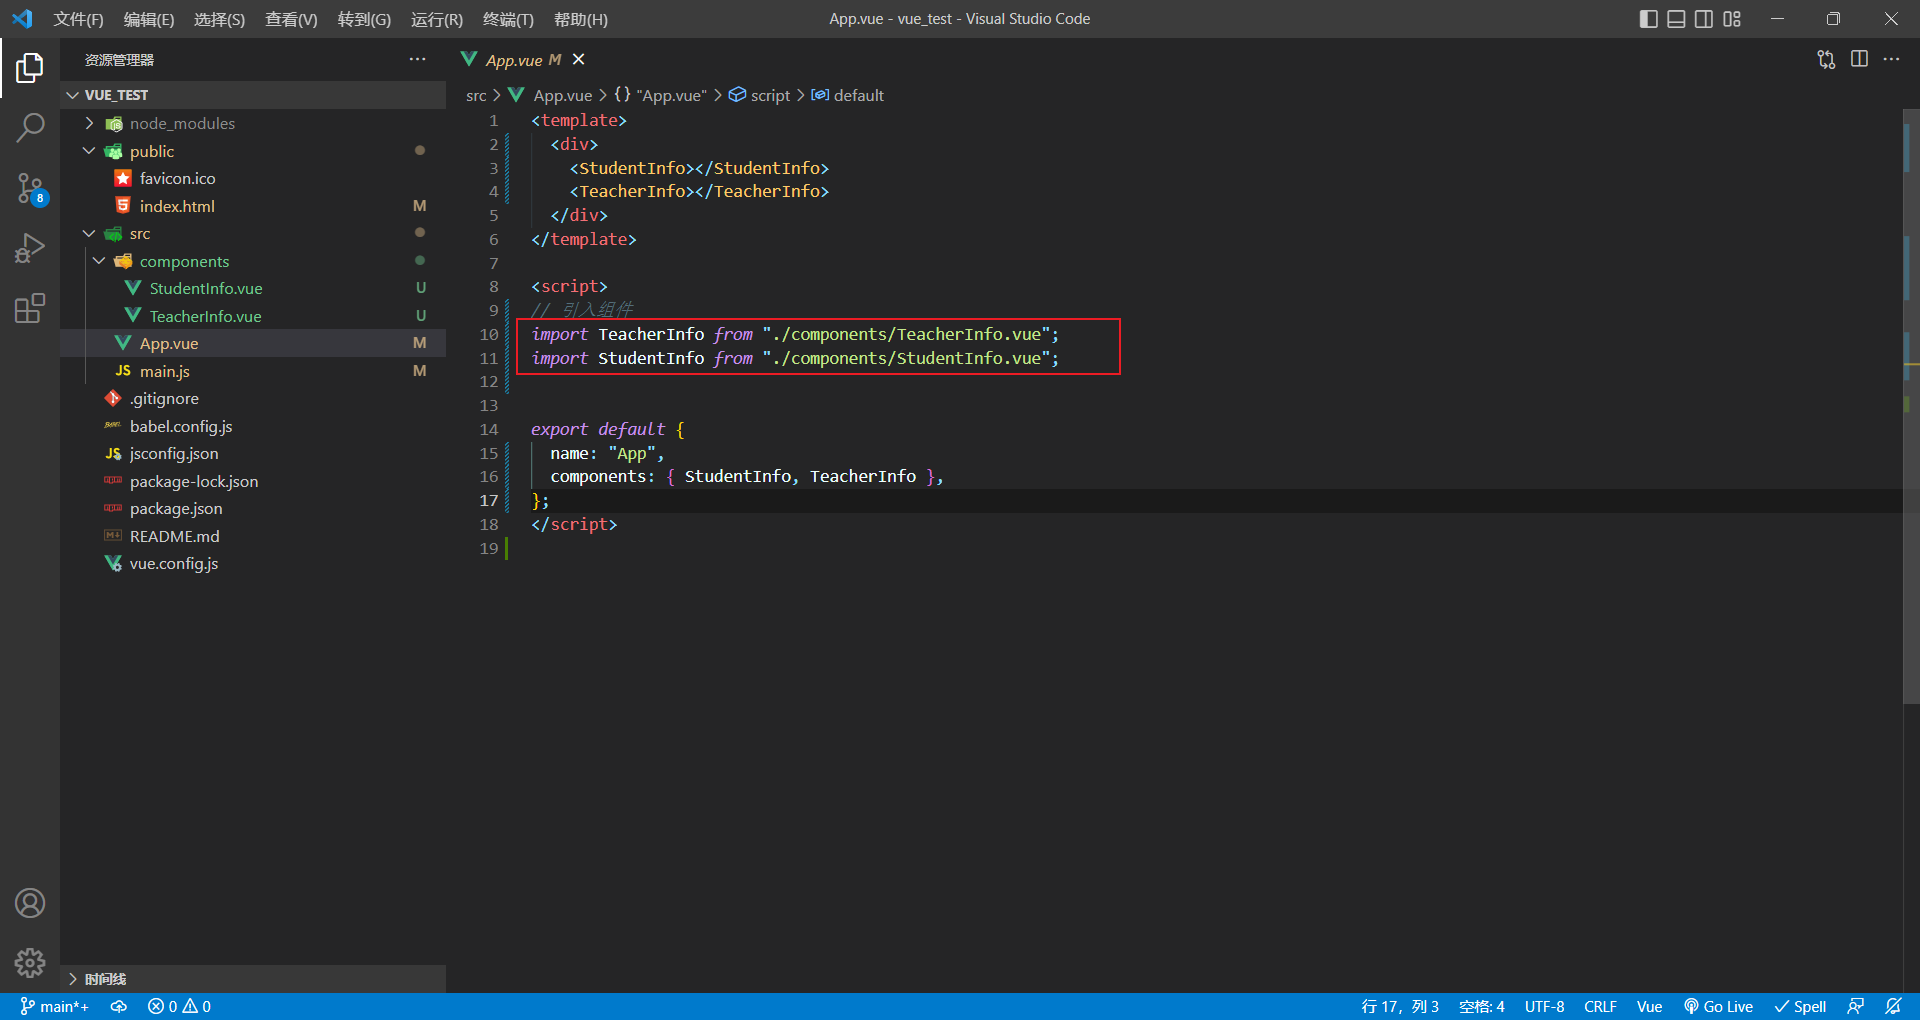 文件(F) 编辑(E) 选择(S) 查看(V) 转到(G) 运行(R) 终端(T) 帮助(H) App.vue - vue_test - Visual Studio Code
资源管理器
VUE_TEST
node_modules
public
favicon.ico
index.html M
src
components
StudentInfo.vue U
TeacherInfo.vue U
App.vue M
JS main.js M
.gitignore
babel.config.js
JS jsconfig.json
package-lock.json
package.json
README.md
vue.config.js
时间线
8
App.vue M
src > App.vue > {} "App.vue" > script > default
1 <template>
2 <div>
3 <StudentInfo></StudentInfo>
4 <TeacherInfo></TeacherInfo>
5 </div>
6 </template>
7
8 <script>
9 // 引入组件
10 import TeacherInfo from "./components/TeacherInfo.vue";
11 import StudentInfo from "./components/StudentInfo.vue";
12
13
14 export default {
15 name: "App",
16 components: { StudentInfo, TeacherInfo },
17 };
18 </script>
19
main*+ 0 0 行 17，列 3 空格: 4 UTF-8 CRLF Vue Go Live Spell